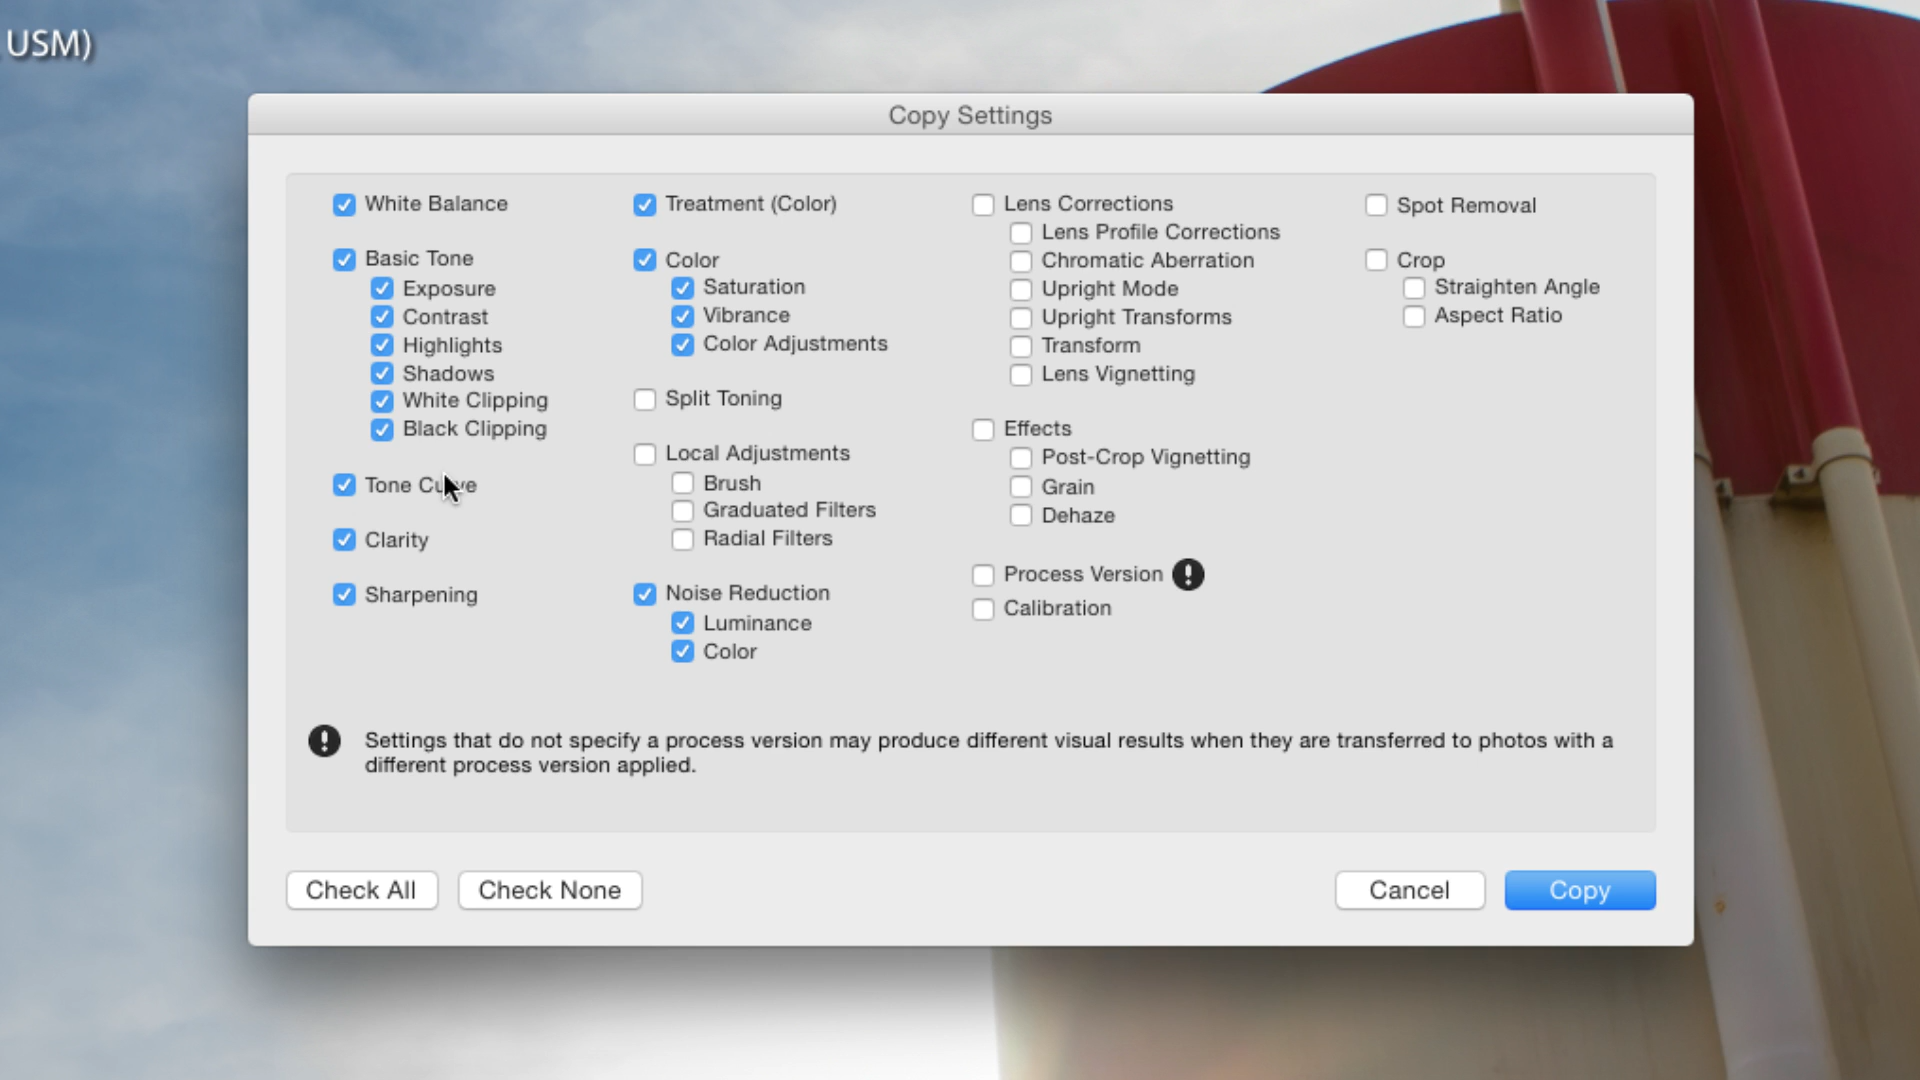 USM)
Copy Settings
White Balance
Basic Tone
Exposure
Contrast
Highlights
Shadows
White Clipping
Black Clipping
Tone Curve
Clarity
Sharpening
Treatment (Color)
Color
Saturation
Vibrance
Color Adjustments
Split Toning
Local Adjustments
Brush
Graduated Filters
Radial Filters
Noise Reduction
Luminance
Color
Lens Corrections
Lens Profile Corrections
Chromatic Aberration
Upright Mode
Upright Transforms
Transform
Lens Vignetting
Effects
Post-Crop Vignetting
Grain
Dehaze
Process Version
Calibration
Spot Removal
Crop
Straighten Angle
Aspect Ratio
Settings that do not specify a process version may produce different visual results when they are transferred to photos with a
different process version applied.
Check All
Check None
Cancel
Copy